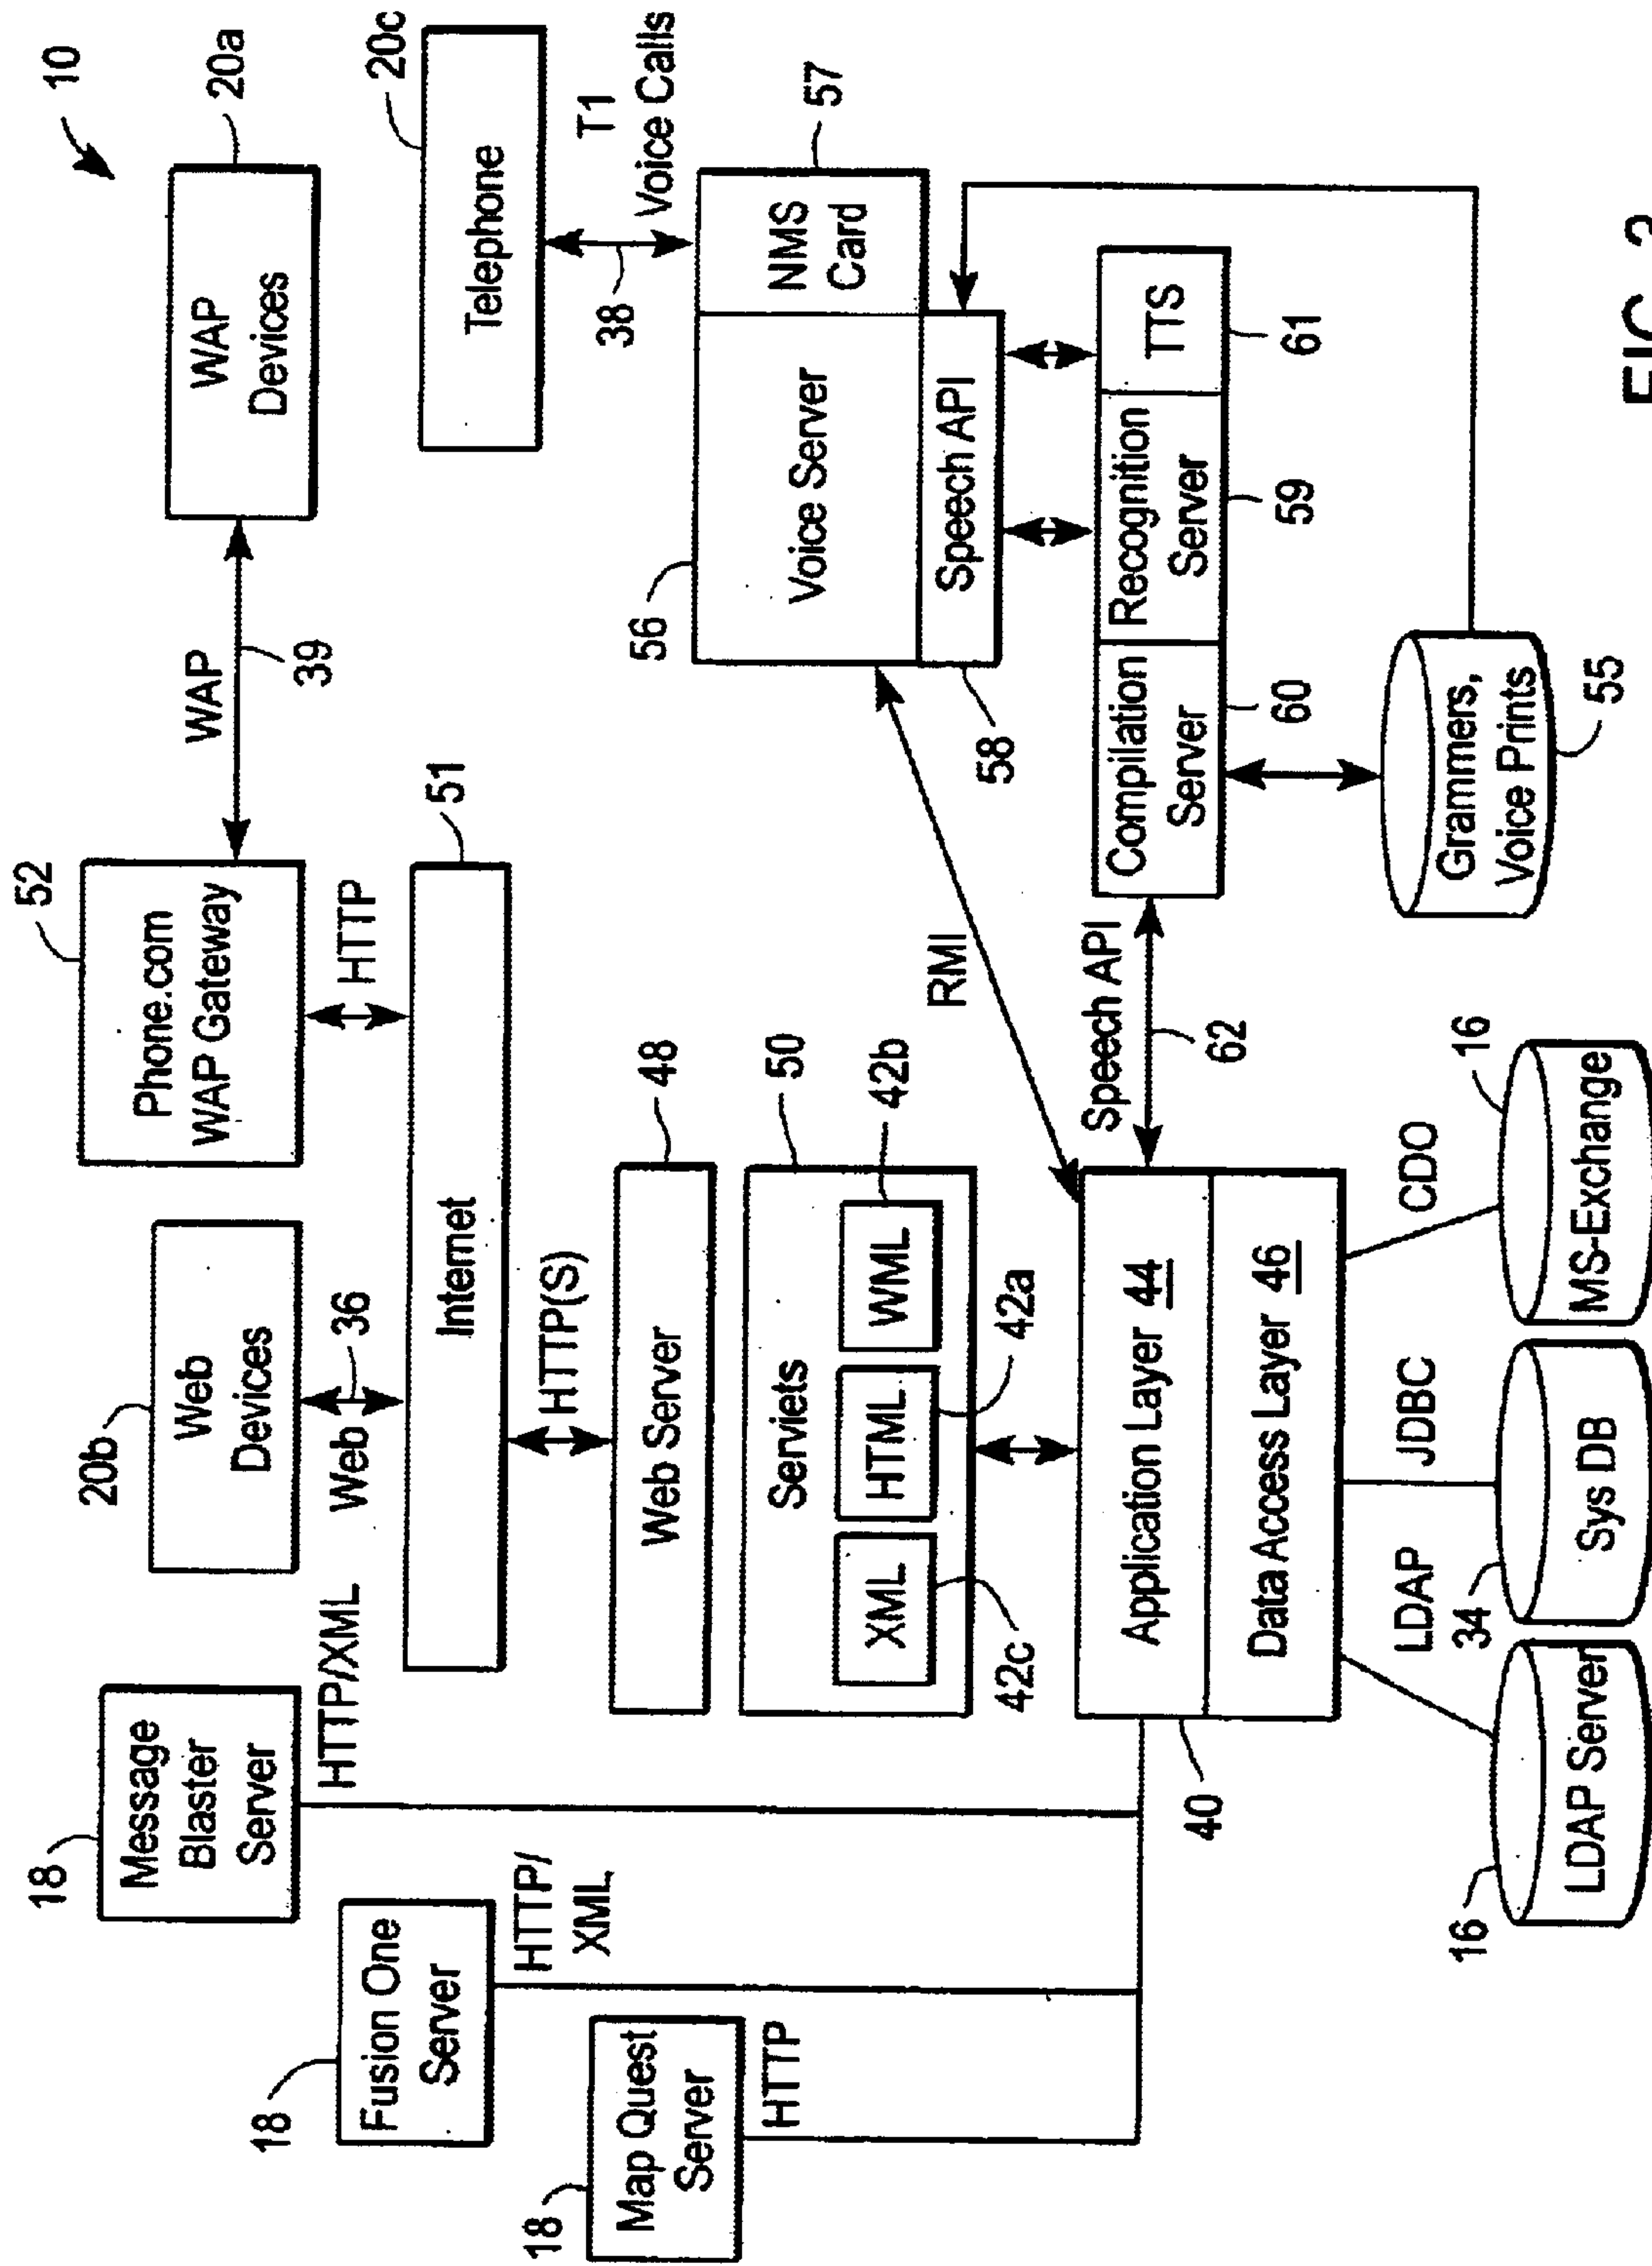 10
52
Phone.com
WAP Gateway
WAP
39
WAP
Devices
20a
20b
Web
Devices
Web
36
HTTP
51
Internet
Telephone
20c
38
T1
Voice Calls
18
Message
Blaster
Server
HTTP/XML
18
Fusion One
Server
HTTP/
XML
18
Map Quest
Server
HTTP
HTTP(S)
Web Server
48
Serviets
50
XML
HTML
WML
42c
42a
42b
56
Voice Server
NMS
Card
57
Speech API
58
RMI
Application Layer 44
Data Access Layer 46
40
Speech API
62
Compilation
Server
60
Recognition
Server
59
TTS
61
Grammers,
Voice Prints
55
LDAP
JDBC
CDO
16
LDAP Server
34
Sys DB
16
MS-Exchange